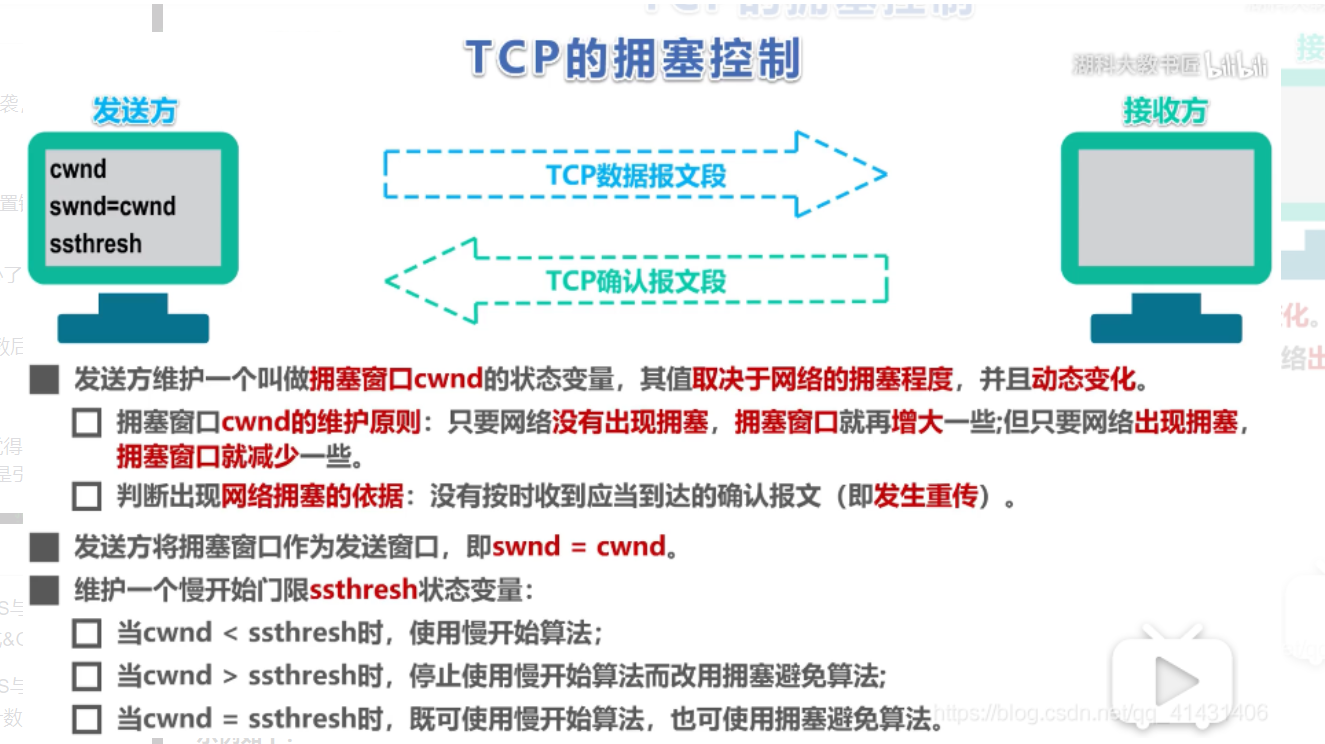 TCP的拥塞控制
湖科大教书匠 bilibili
发送方
接收方
cwnd
swnd=cwnd
ssthresh
TCP数据报文段
TCP确认报文段
发送方维护一个叫做拥塞窗口cwnd的状态变量，其值取决于网络的拥塞程度，并且动态变化。
拥塞窗口cwnd的维护原则：只要网络没有出现拥塞，拥塞窗口就再增大一些;但只要网络出现拥塞，
拥塞窗口就减少一些。
判断出现网络拥塞的依据：没有按时收到应当到达的确认报文（即发生重传）。
发送方将拥塞窗口作为发送窗口，即swnd = cwnd。
维护一个慢开始门限ssthresh状态变量：
当cwnd < ssthresh时，使用慢开始算法；
当cwnd > ssthresh时，停止使用慢开始算法而改用拥塞避免算法;
当cwnd = ssthresh时，既可使用慢开始算法，也可使用拥塞避免算法。
https://blog.csdn.net/qq_41431406